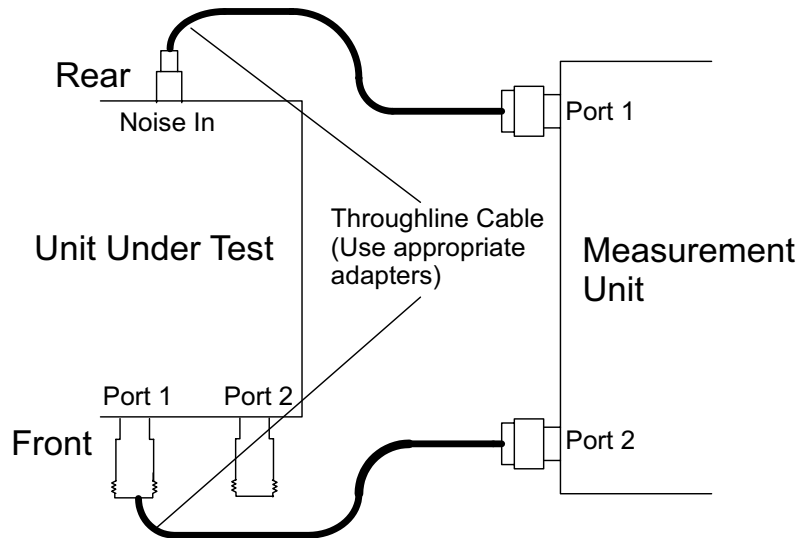 Rear
Noise In
Port 1
Unit Under Test
Throughline Cable
(Use appropriate
adapters)
Measurement
Unit
Port 1
Port 2
Front
Port 2